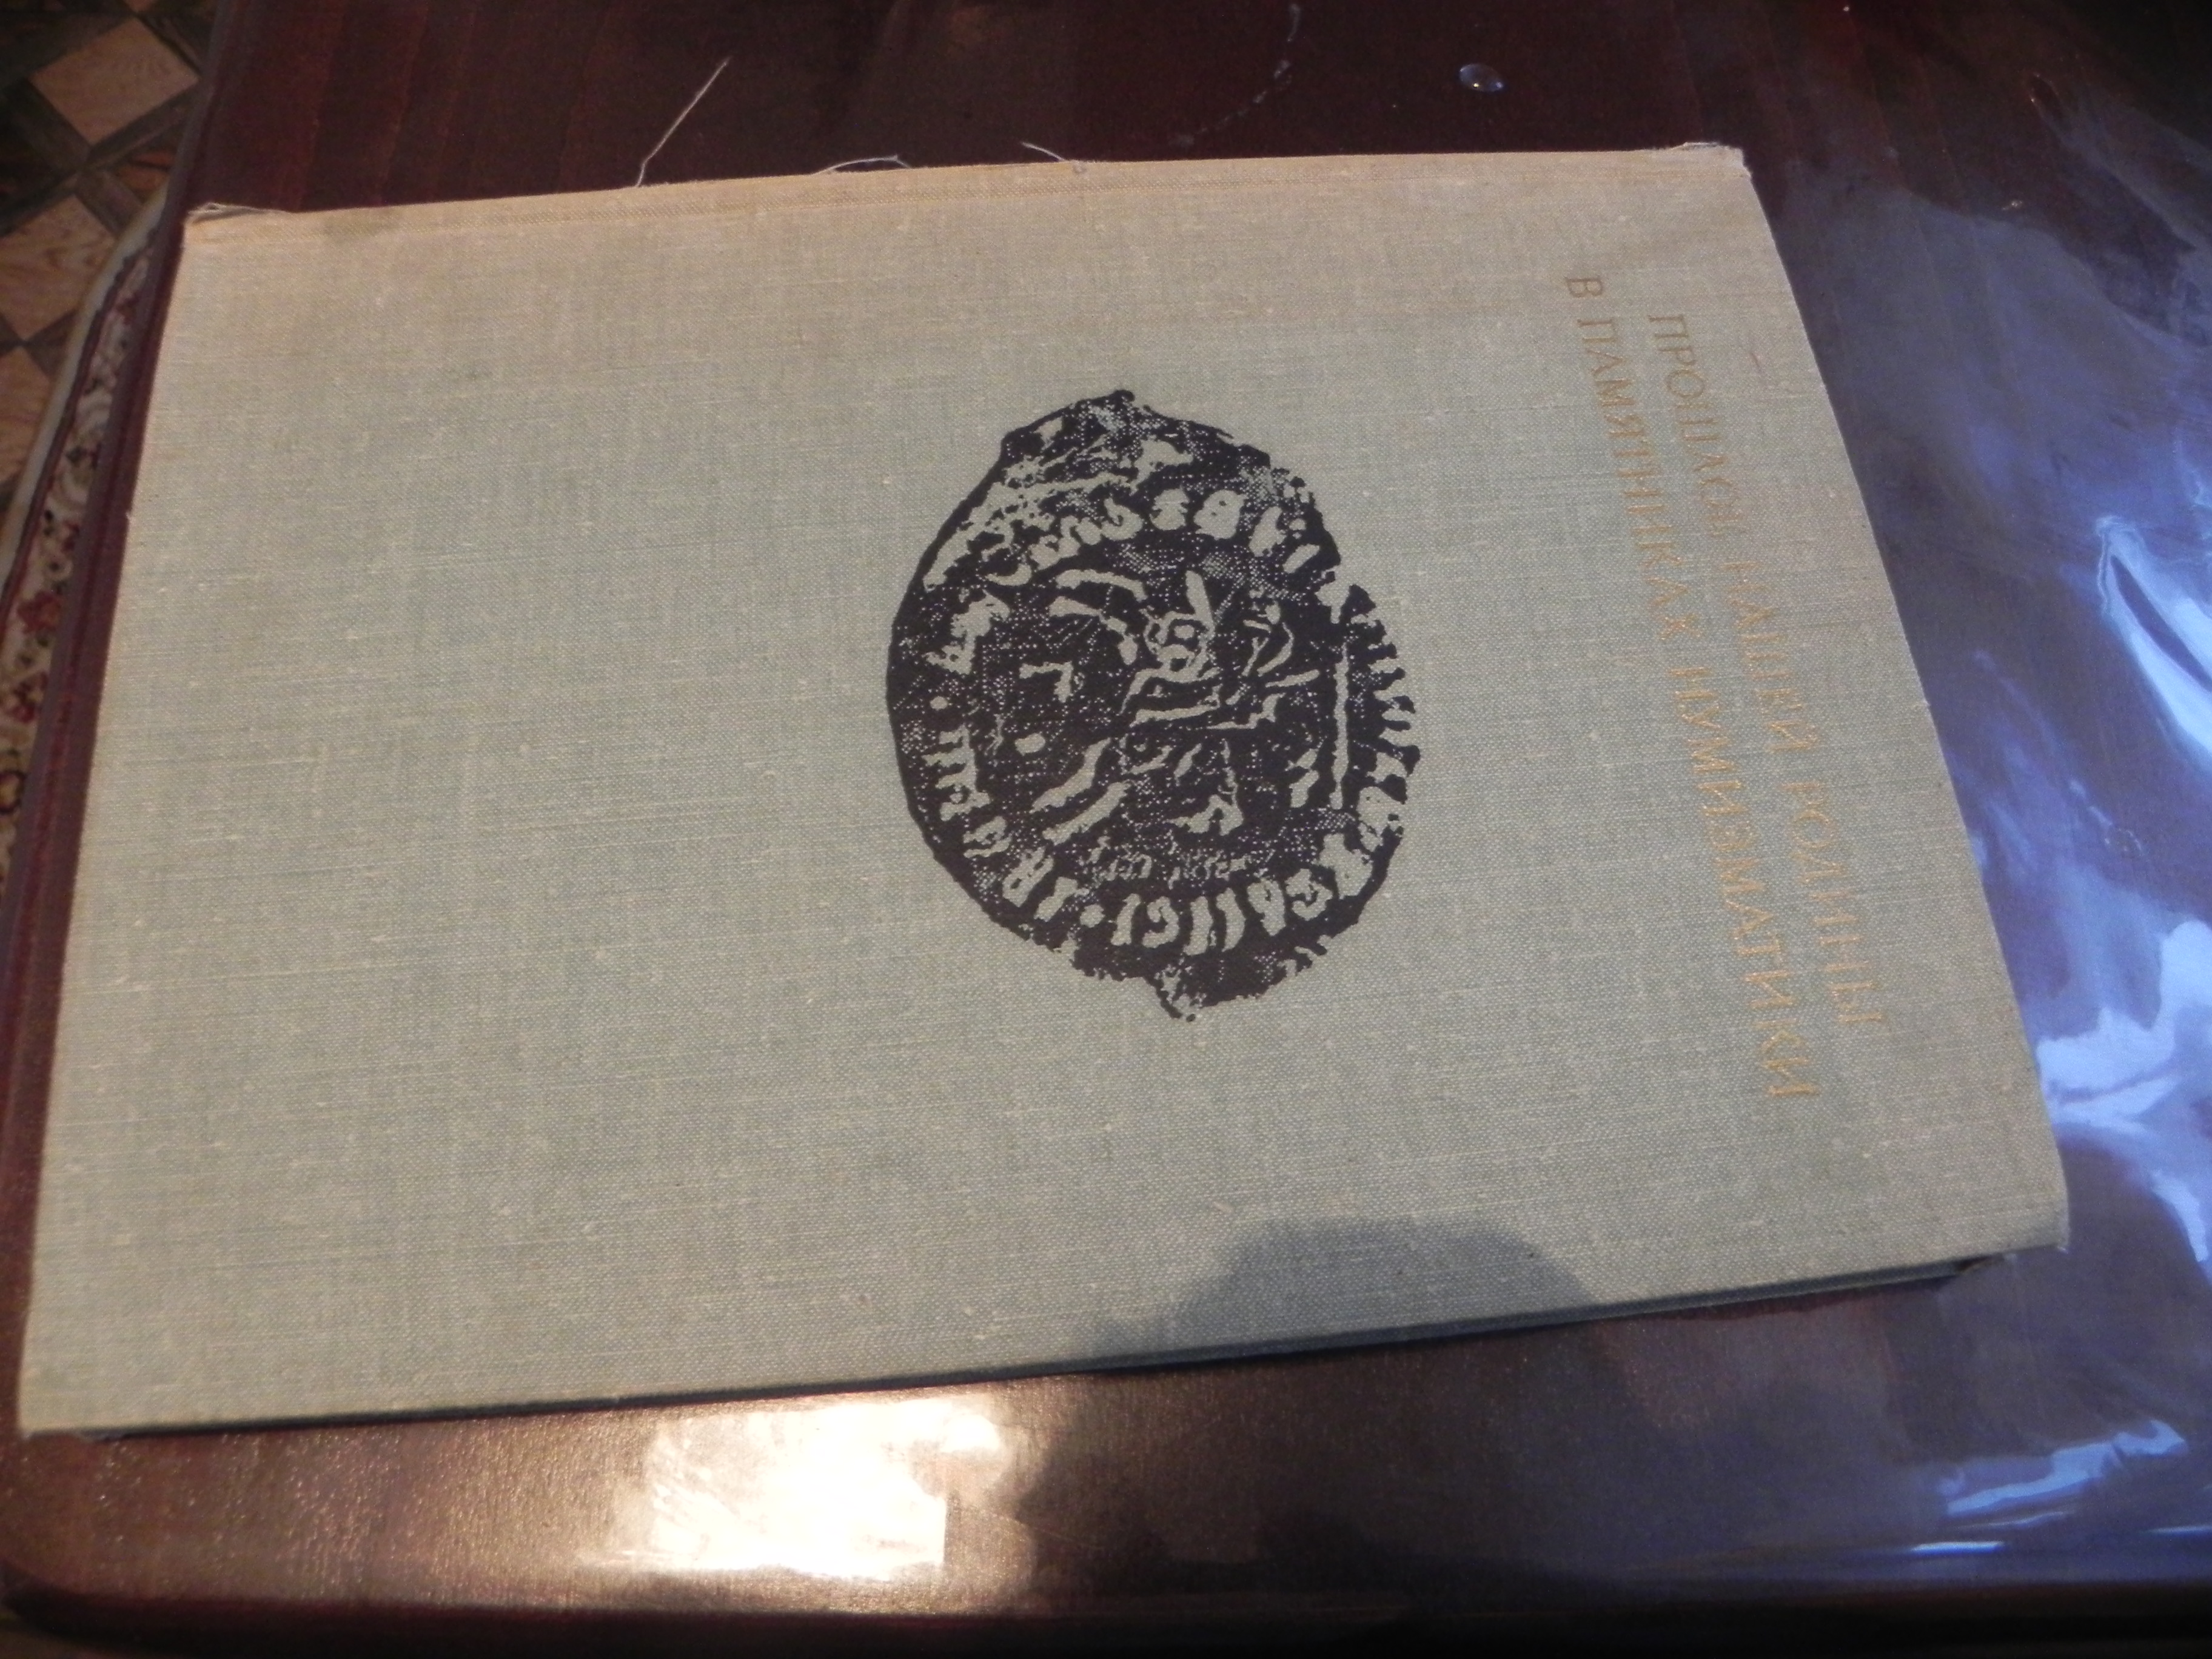 ПРОШЛОЕ НАШЕЙ РОДИНЫ
В ПАМЯТНИКАХ НУМИЗМАТИКИ